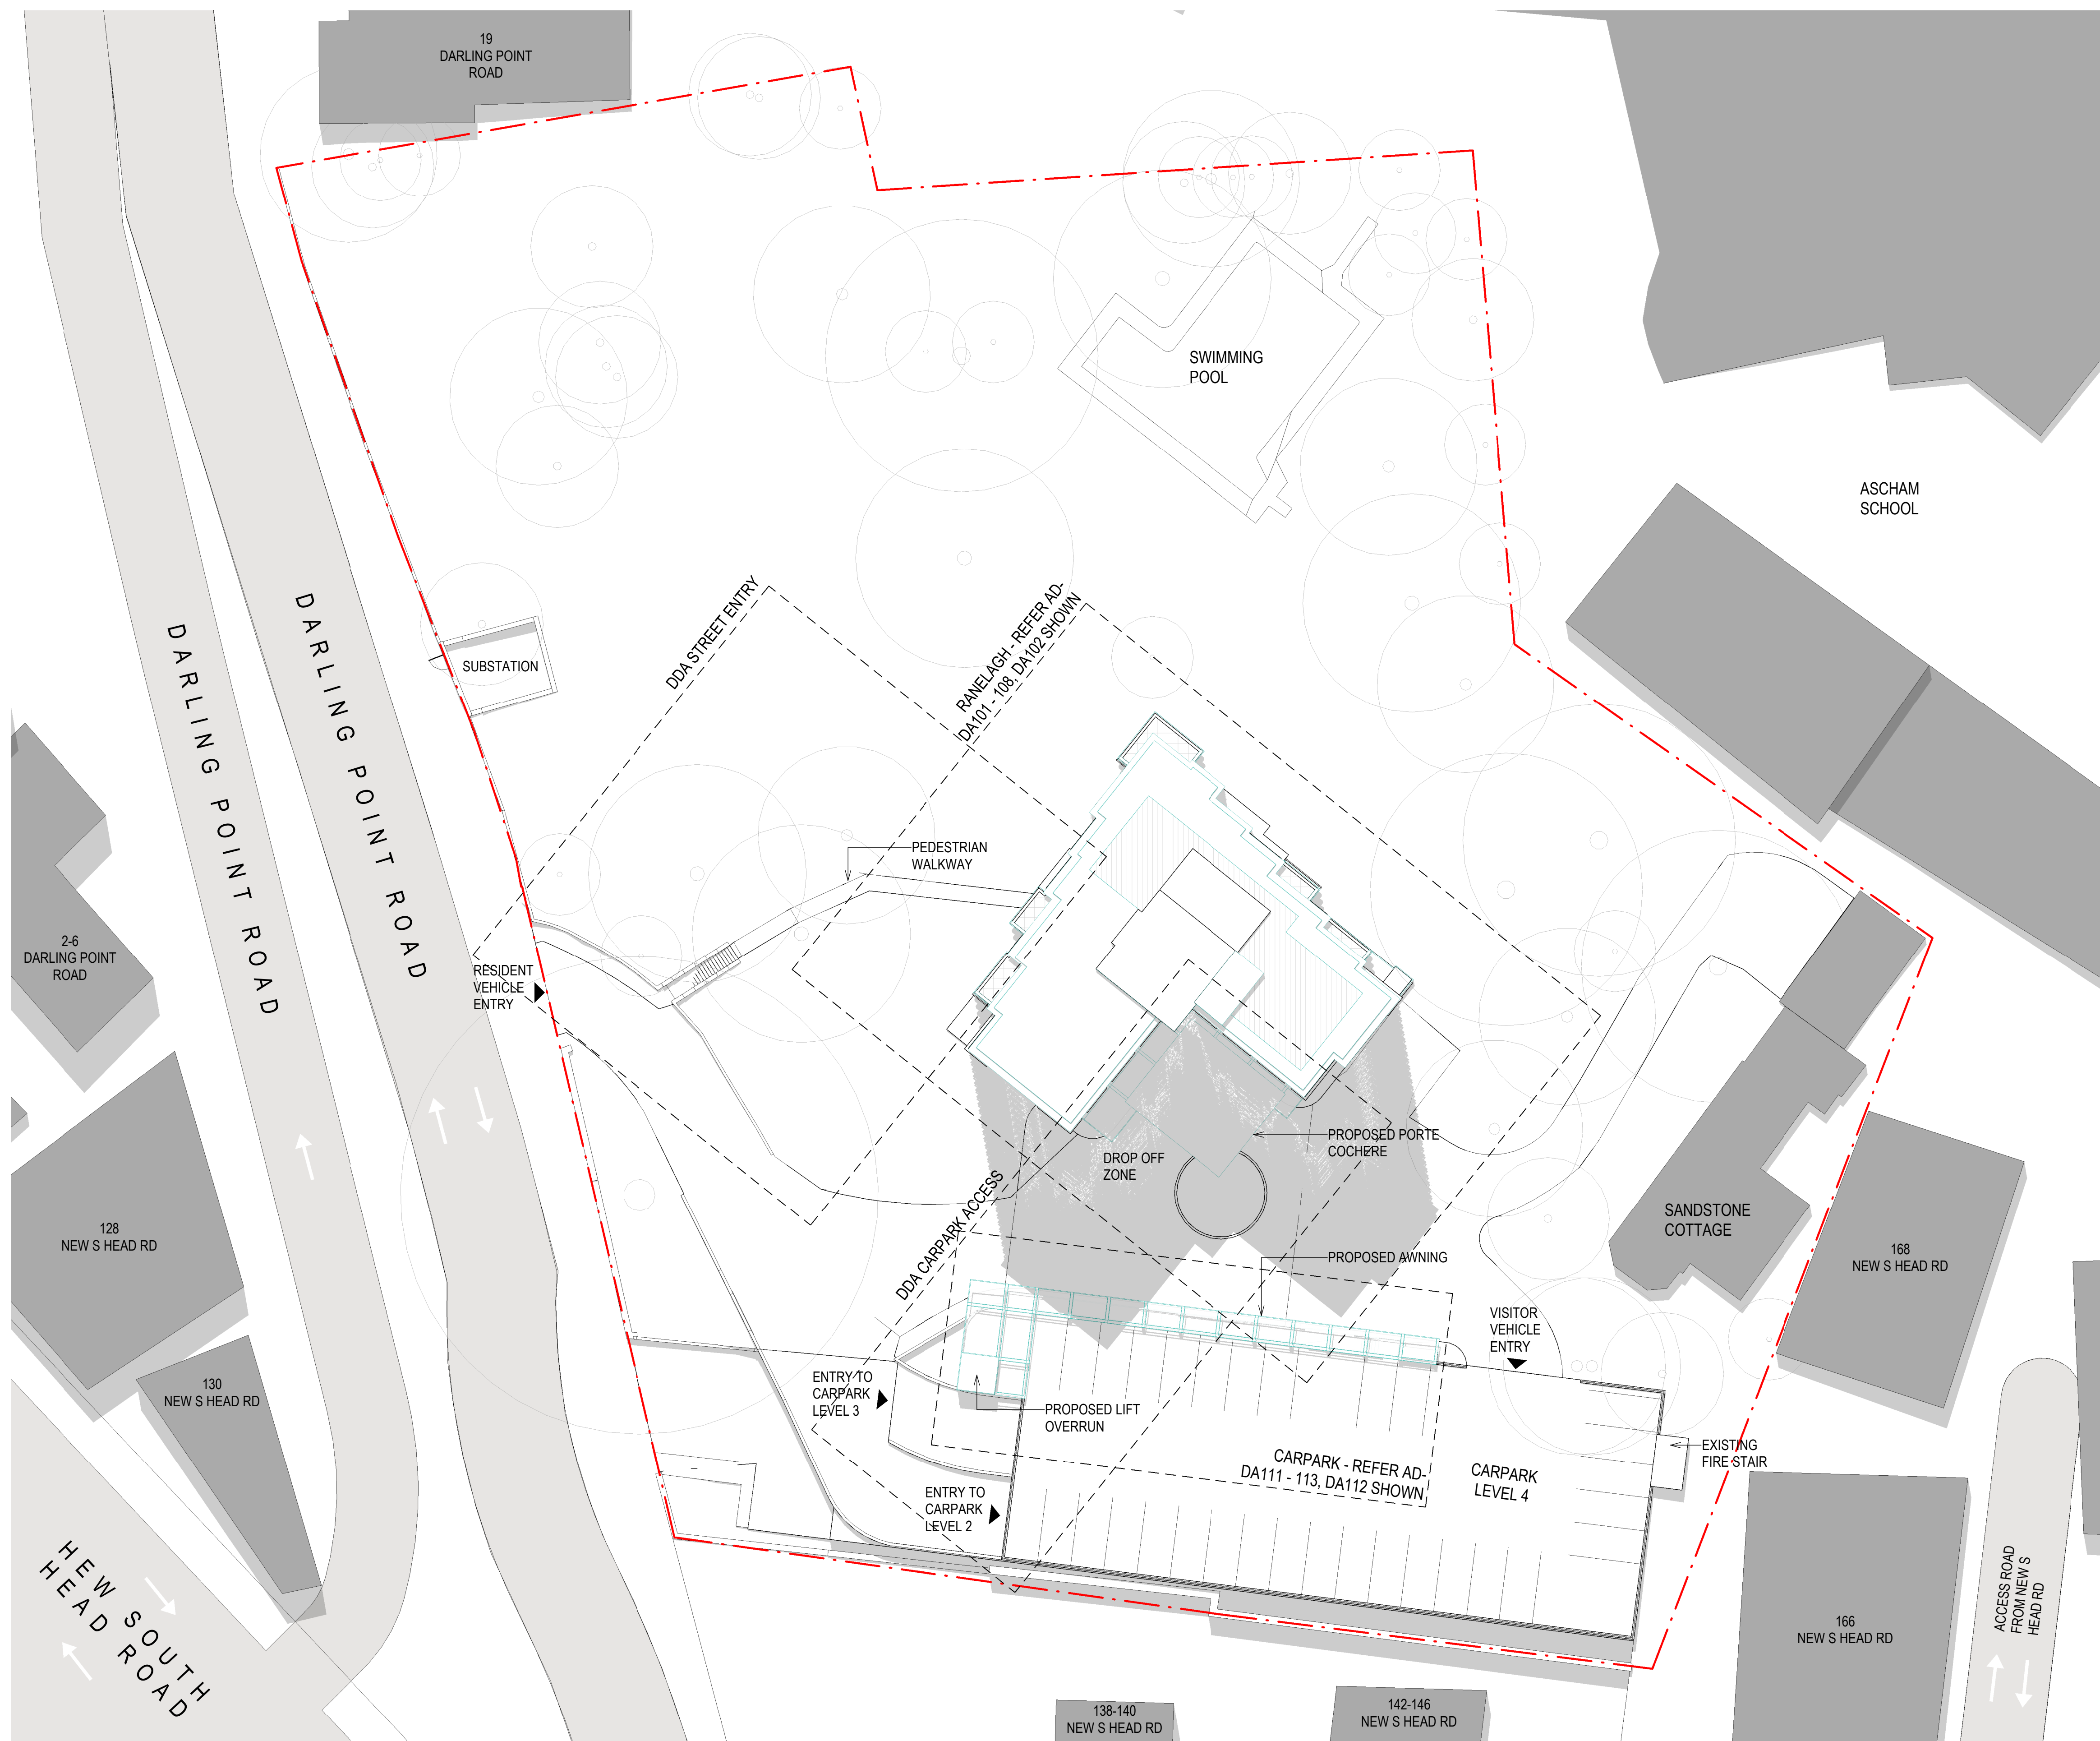 19
DARLING POINT
ROAD
SWIMMING
POOL
ASCHAM
SCHOOL
DARLING POINT ROAD
DARLING POINT ROAD
SUBSTATION
DDA STREET ENTRY
RANELAGH - REFER AD-
DA101 - 108, DA102 SHOWN
PEDESTRIAN
WALKWAY
2-6
DARLING POINT
ROAD
RESIDENT
VEHICLE
ENTRY
PROPOSED PORTE
COCHERE
DROP OFF
ZONE
DDA CARPARK ACCESS
SANDSTONE
COTTAGE
128
NEW S HEAD RD
168
NEW S HEAD RD
PROPOSED AWNING
VISITOR
VEHICLE
ENTRY
130
NEW S HEAD RD
ENTRY TO
CARPARK
LEVEL 3
PROPOSED LIFT
OVERRUN
CARPARK - REFER AD-
DA111 - 113, DA112 SHOWN
CARPARK
LEVEL 4
EXISTING
FIRE STAIR
ENTRY TO
CARPARK
LEVEL 2
HEW SOUTH
HEAD ROAD
166
NEW S HEAD RD
ACCESS ROAD
FROM NEW S
HEAD RD
138-140
NEW S HEAD RD
142-146
NEW S HEAD RD